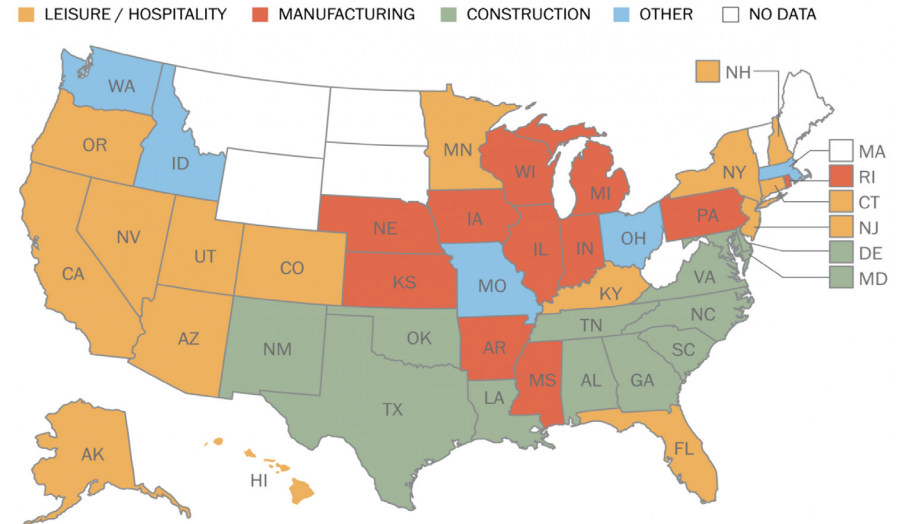 LEISURE / HOSPITALITY MANUFACTURING CONSTRUCTION OTHER NO DATA
NH
WA
OR
ID
MN
WI
MI
NY
MA
RI
CT
NJ
DE
MD
NV
UT
CO
CA
AZ
NE
IA
KS
IL
IN
OH
PA
MO
KY
VA
NM
OK
AR
TN
NC
SC
TX
LA
MS
AL
GA
FL
AK
HI